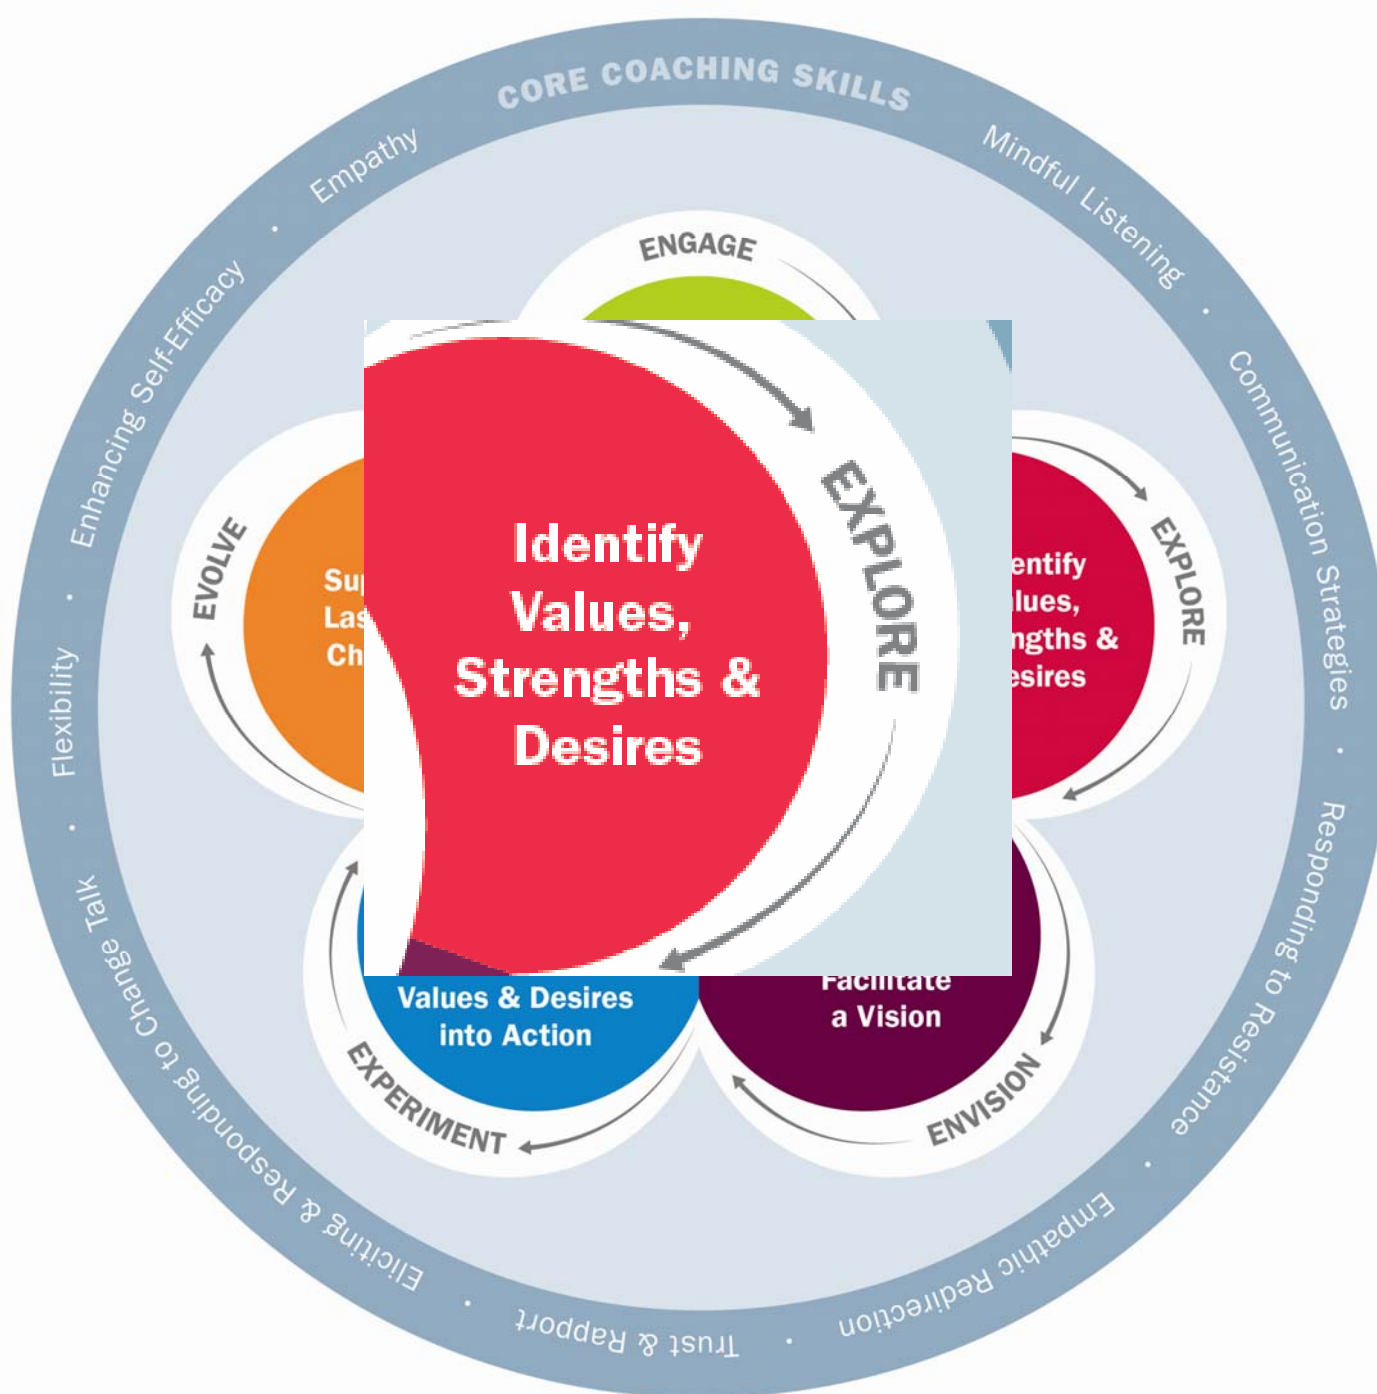 CORE COACHING SKILLS
Mindful Listening
Communication Strategies
Responding to Resistance
Empathic Redirection
Trust & Rapport
Eliciting & Responding to Change Talk
Flexibility
Enhancing Self-Efficacy
Empathy
ENGAGE
EXPLORE
Identify
Values,
Strengths &
Desires
EXPLORE
entify
lues,
ngths &
esires
ENVISION
Facilitate
a Vision
EXPERIMENT
Values & Desires
into Action
EVOLVE
Su
Las
Ch